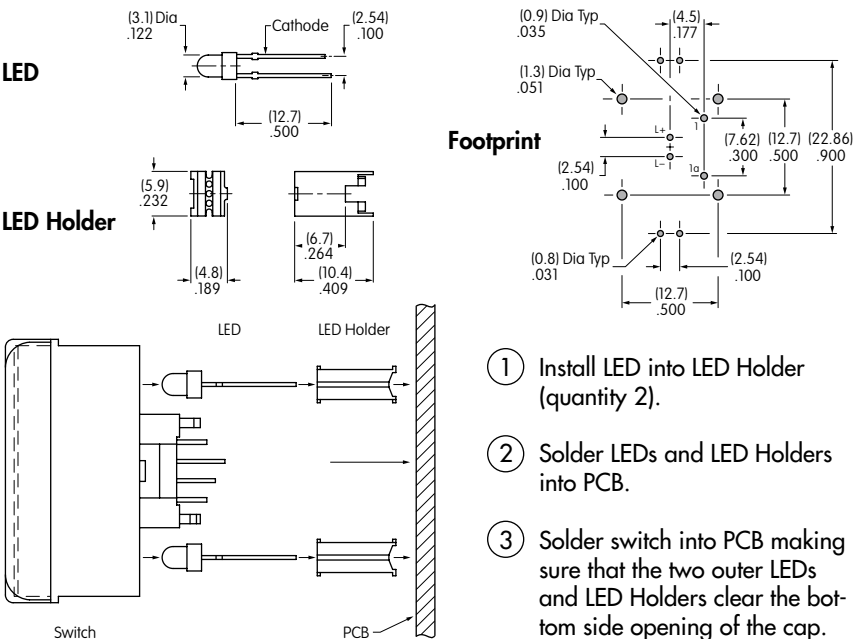 (3.1) Dia
.122
Cathode
(2.54)
.100
LED
(12.7)
.500
(5.9)
.232
LED Holder
(6.7)
.264
(4.8)
.189
(10.4)
.409
(0.9) Dia Typ
.035
(4.5)
.177
(1.3) Dia Typ
.051
Footprint
L+
L−
1
1a
(2.54)
.100
(7.62)
.300
(12.7)
.500
(22.86)
.900
(0.8) Dia Typ
.031
(2.54)
.100
(12.7)
.500
LED
LED Holder
Switch
PCB
1 Install LED into LED Holder
(quantity 2).
2 Solder LEDs and LED Holders
into PCB.
3 Solder switch into PCB making
sure that the two outer LEDs
and LED Holders clear the bot-
tom side opening of the cap.